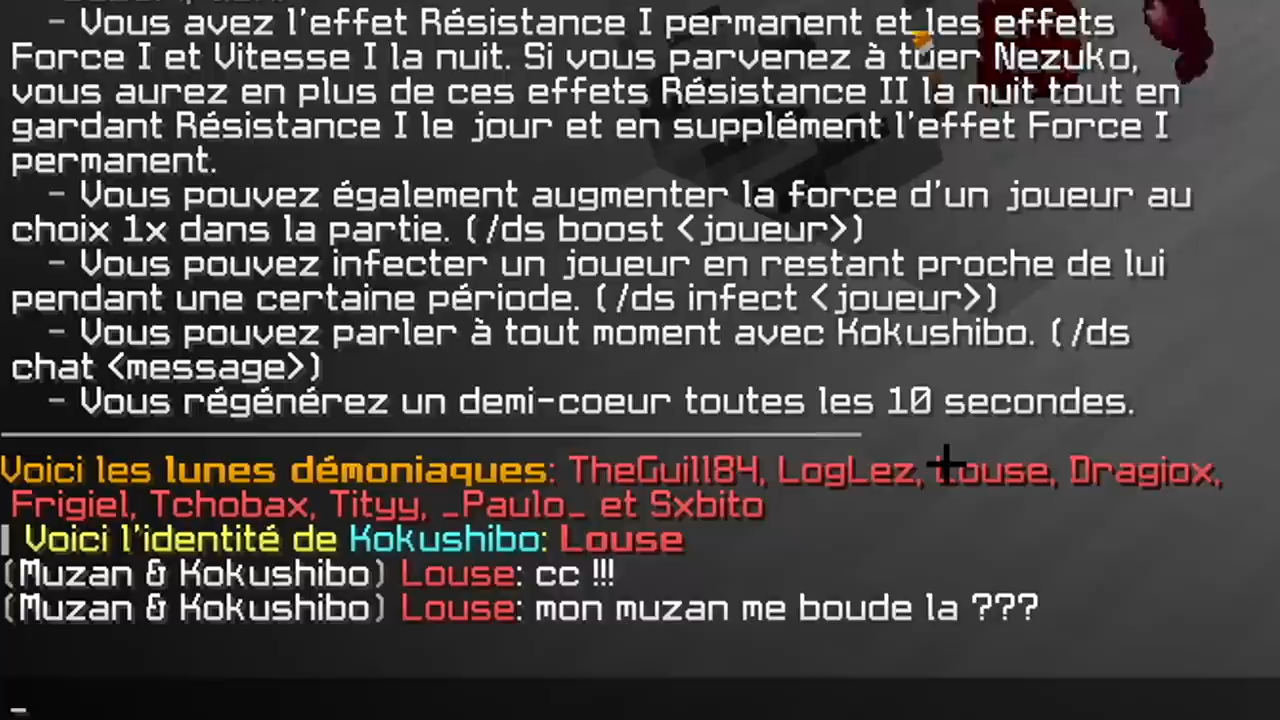 - Vous avez l'effet Résistance I permanent et les effets
Force I et Vitesse I la nuit. Si vous parvenez à tuer Nezuko,
vous aurez en plus de ces effets Résistance II la nuit tout en
gardant Résistance I le jour et en supplément l'effet Force I
permanent.
- Vous pouvez également augmenter la force d'un joueur au
choix 1x dans la partie. (/ds boost <joueur>)
- Vous pouvez infecter un joueur en restant proche de lui
pendant une certaine période. (/ds infect <joueur>)
- Vous pouvez parler à tout moment avec Kokushibo. (/ds
chat <message>)
- Vous régénérez un demi-coeur toutes les 10 secondes.
Voici les lunes démoniaques: TheGuill84, LogLez, Louse, Dragiox,
Frigiel, Tchobax, Tityy, _Paulo_ et Sxbito
Voici l'identité de Kokushibo: Louse
(Muzan & Kokushibo) Louse: cc !!!
(Muzan & Kokushibo) Louse: mon muzan me boude la ???
_